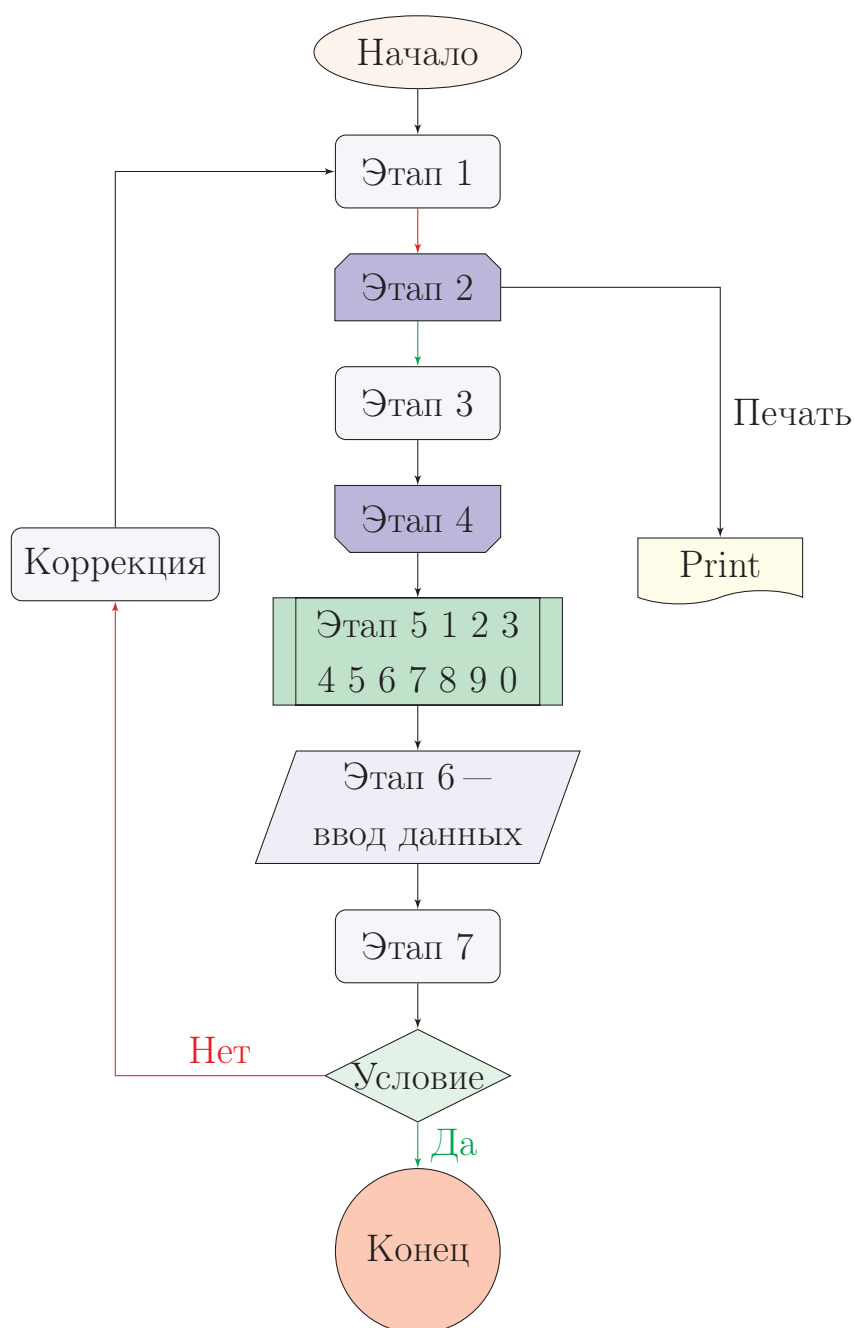 Начало
Этап 1
Этап 2
Этап 3
Печать
Этап 4
Коррекция
Print
Этап 5 1 2 3
4 5 6 7 8 9 0
Этап 6 —
ввод данных
Этап 7
Нет
Условие
Да
Конец